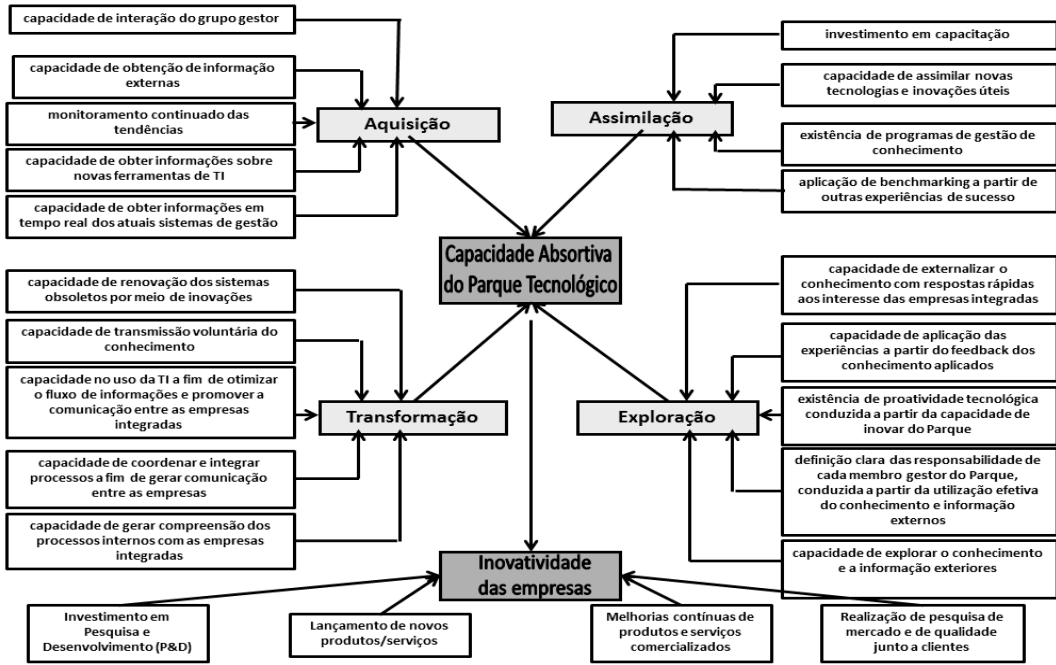 capacidade de interação do grupo gestor
capacidade de obtenção de informação
externas
monitoramento continuado das
tendências
capacidade de obter informações sobre
novas ferramentas de TI
capacidade de obter informações em
tempo real dos atuais sistemas de gestão
Aquisição
Assimilação
investimento em capacitação
capacidade de assimilar novas
tecnologias e inovações úteis
existência de programas de gestão de
conhecimento
aplicação de benchmarking a partir de
outras experiências de sucesso
Capacidade Absortiva
do Parque Tecnológico
capacidade de renovação dos sistemas
obsoletos por meio de inovações
capacidade de transmissão voluntária do
conhecimento
capacidade no uso da TI a fim de otimizar
o fluxo de informações e promover a
comunicação entre as empresas
integradas
capacidade de coordenar e integrar
processos a fim de gerar comunicação
entre as empresas
capacidade de gerar compreensão dos
processos internos com as empresas
integradas
Transformação
Exploração
capacidade de externalizar o
conhecimento com respostas rápidas
aos interesse das empresas integradas
capacidade de aplicação das
experiências a partir do feedback dos
conhecimento aplicados
existência de proatividade tecnológica
conduzida a partir da capacidade de
inovar do Parque
definição clara das responsabilidade de
cada membro gestor do Parque,
conduzida a partir da utilização efetiva
do conhecimento e informação
externos
capacidade de explorar o conhecimento
e a informação exteriores
Inovatividade
das empresas
Investimento em
Pesquisa e
Desenvolvimento (P&D)
Lançamento de novos
produtos/serviços
Melhorias contínuas de
produtos e serviços
comercializados
Realização de pesquisa de
mercado e de qualidade
junto a clientes